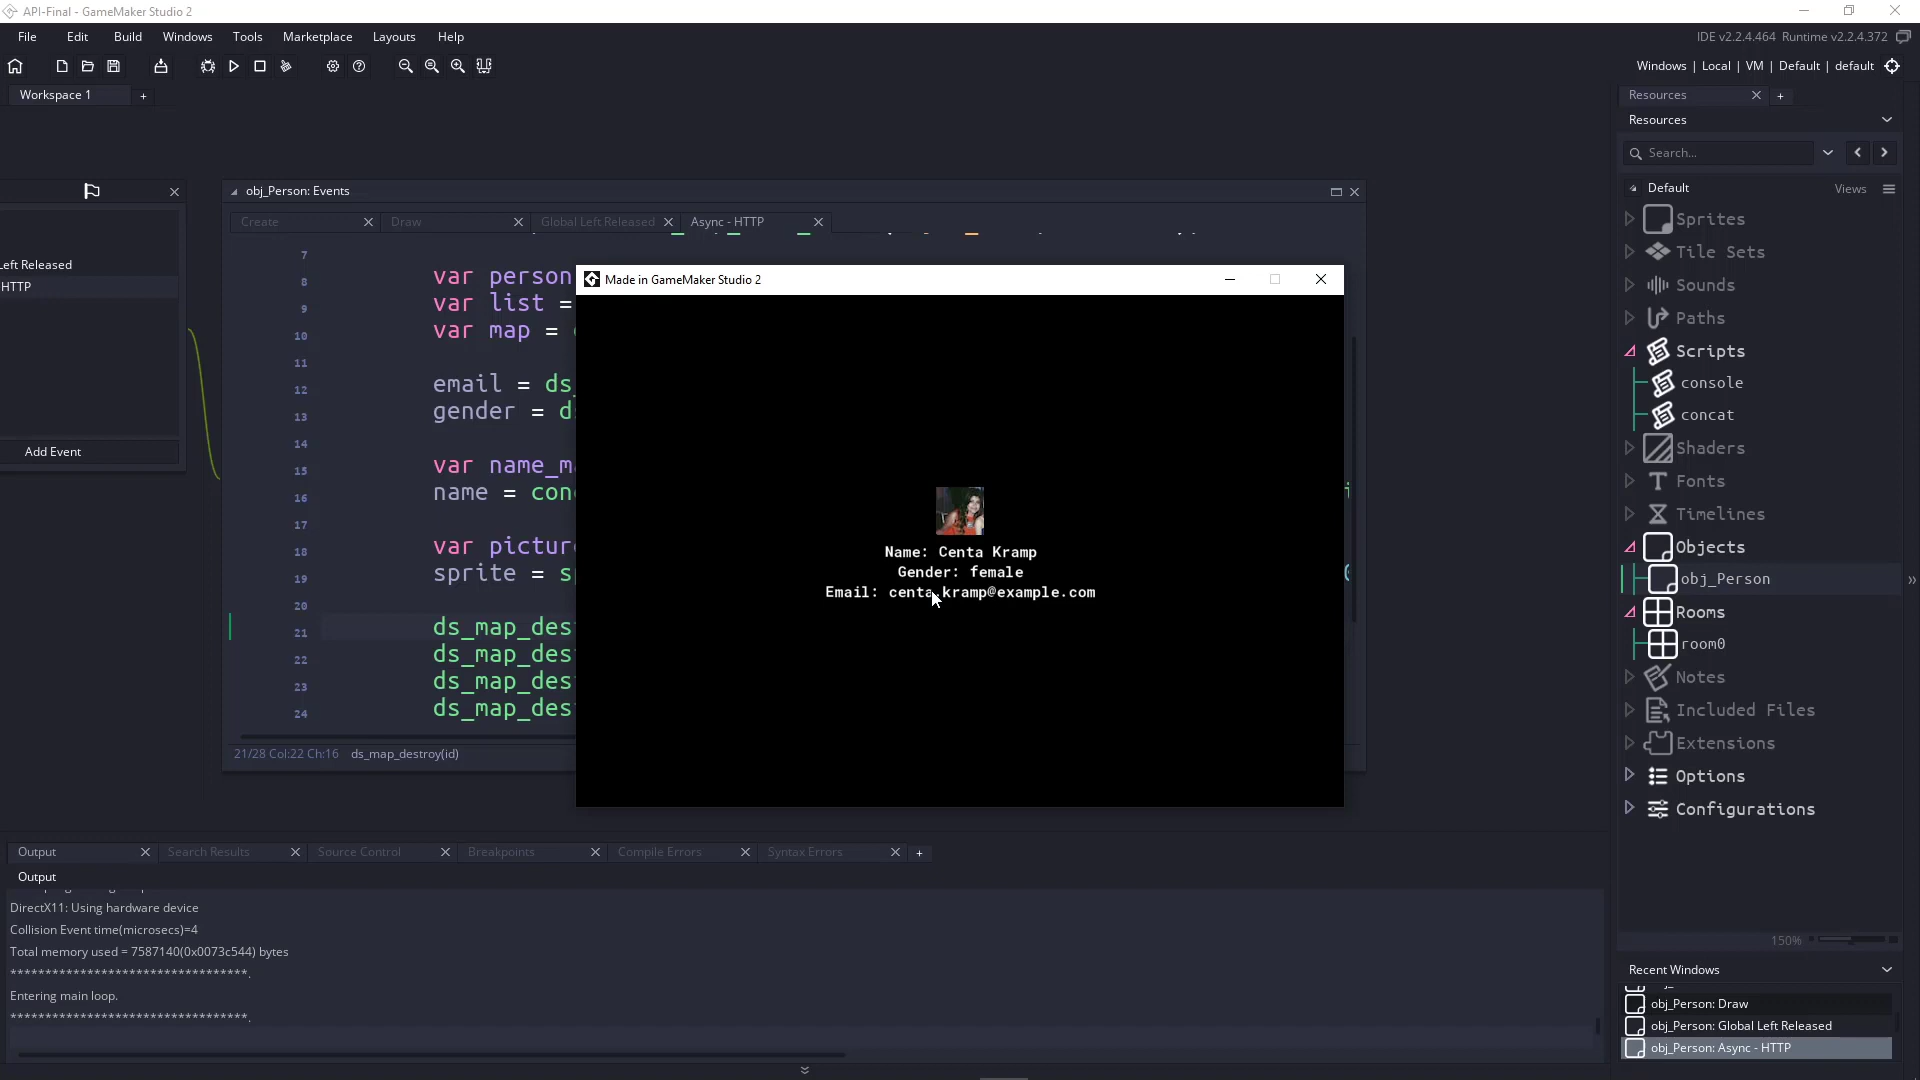 API-Final - GameMaker Studio 2
File Edit Build Windows Tools Marketplace Layouts Help
IDE v2.2.4.464 Runtime v2.2.4.372
Windows | Local | VM | Default | default
Workspace 1
Resources
Resources
Search...
Default
Views
Sprites
Tile Sets
Sounds
Paths
Scripts
console
concat
Shaders
Fonts
Timelines
Objects
obj_Person
Rooms
room0
Notes
Included Files
Extensions
Options
Configurations
150%
Recent Windows
obj_Person: Draw
obj_Person: Global Left Released
obj_Person: Async - HTTP
Left Released
HTTP
Add Event
obj_Person: Events
Create Draw Global Left Released Async - HTTP
7
8 var person
9 var list =
10 var map =
11
12 email = ds_
13 gender = d
14
15 var name_m
16 name = con
17
18 var pictur
19 sprite = s
20
21 ds_map_des
22 ds_map_des
23 ds_map_des
24 ds_map_des
21/28 Col:22 Ch:16 ds_map_destroy(id)
Made in GameMaker Studio 2
Name: Centa Kramp
Gender: female
Email: centa.kramp@example.com
Output Search Results Source Control Breakpoints Compile Errors Syntax Errors
Output
DirectX11: Using hardware device
Collision Event time(microsecs)=4
Total memory used = 7587140(0x0073c544) bytes
**********************************.
Entering main loop.
**********************************.